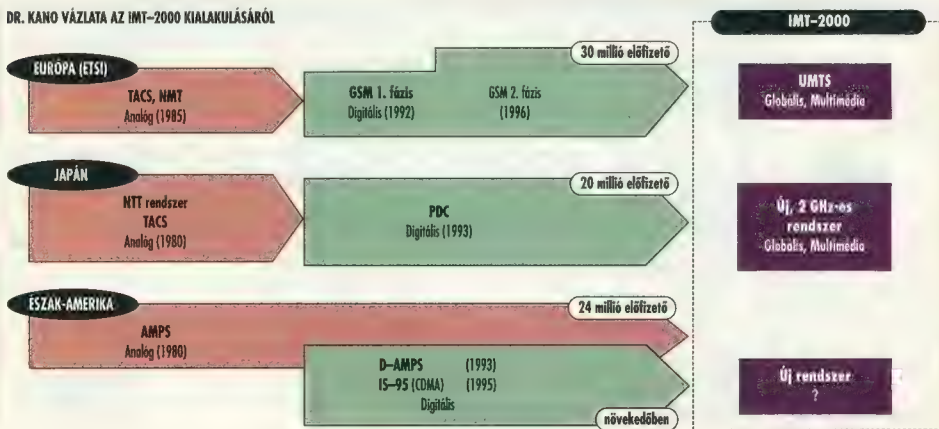 DR. KANO VÁZLATA AZ IMT–2000 KIALAKULÁSÁRÓL
IMT–2000
EURÓPA (ETSI)
30 millió előfizető
TACS, NMT
Analóg (1985)
GSM 1. fázis
Digitális (1992)
GSM 2. fázis
(1996)
UMTS
Globális, Multimédia
JAPÁN
20 millió előfizető
NTT rendszer
TACS
Analóg (1980)
PDC
Digitális (1993)
Új, 2 GHz-es
rendszer
Globális, Multimédia
ÉSZAK-AMERIKA
24 millió előfizető
AMPS
Analóg (1980)
D–AMPS (1993)
IS–95 (CDMA) (1995)
Digitális
növekedőben
Új rendszer
?